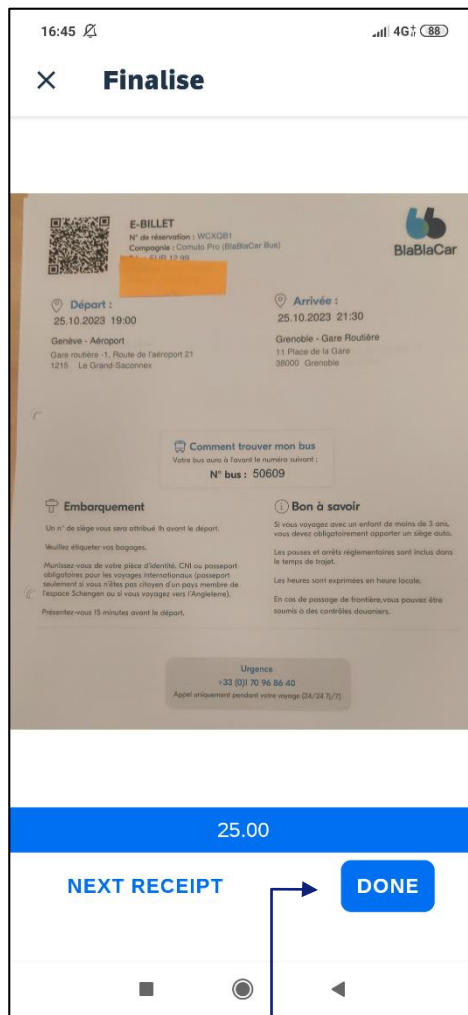 16:45
4G+ 88
Finalise
E-BILLET
N° de réservation : WCXQB1
Compagnie : Comuto Pro (BlaBlaCar Bus)
EUR 12.99
BlaBlaCar
Départ :
25.10.2023 19:00
Genève - Aéroport
Gare routière -1, Route de l'aéroport 21
1215 Le Grand-Saconnex
Arrivée :
25.10.2023 21:30
Grenoble - Gare Routière
11 Place de la Gare
38000 Grenoble
Comment trouver mon bus
Votre bus aura à l'avant le numéro suivant :
N° bus : 50609
Embarquement
Un n° de siège vous sera attribué 1h avant le départ.
Veuillez étiqueter vos bagages.
Munissez-vous de votre pièce d'identité, CNI ou passeport
obligatoires pour les voyages internationaux (passeport
seulement si vous n'êtes pas citoyen d'un pays membre de
l'espace Schengen ou si vous voyagez vers l'Angleterre).
Présentez-vous 15 minutes avant le départ.
Bon à savoir
Si vous voyagez avec un enfant de moins de 3 ans,
vous devez obligatoirement apporter un siège auto.
Les pauses et arrêts réglementaires sont inclus dans
le temps de trajet.
Les heures sont exprimées en heure locale.
En cas de passage de frontière, vous pouvez être
soumis à des contrôles douaniers.
Urgence
+33 (0)1 70 96 86 40
Appel uniquement pendant votre voyage (24/24 7j/7)
25.00
NEXT RECEIPT
DONE